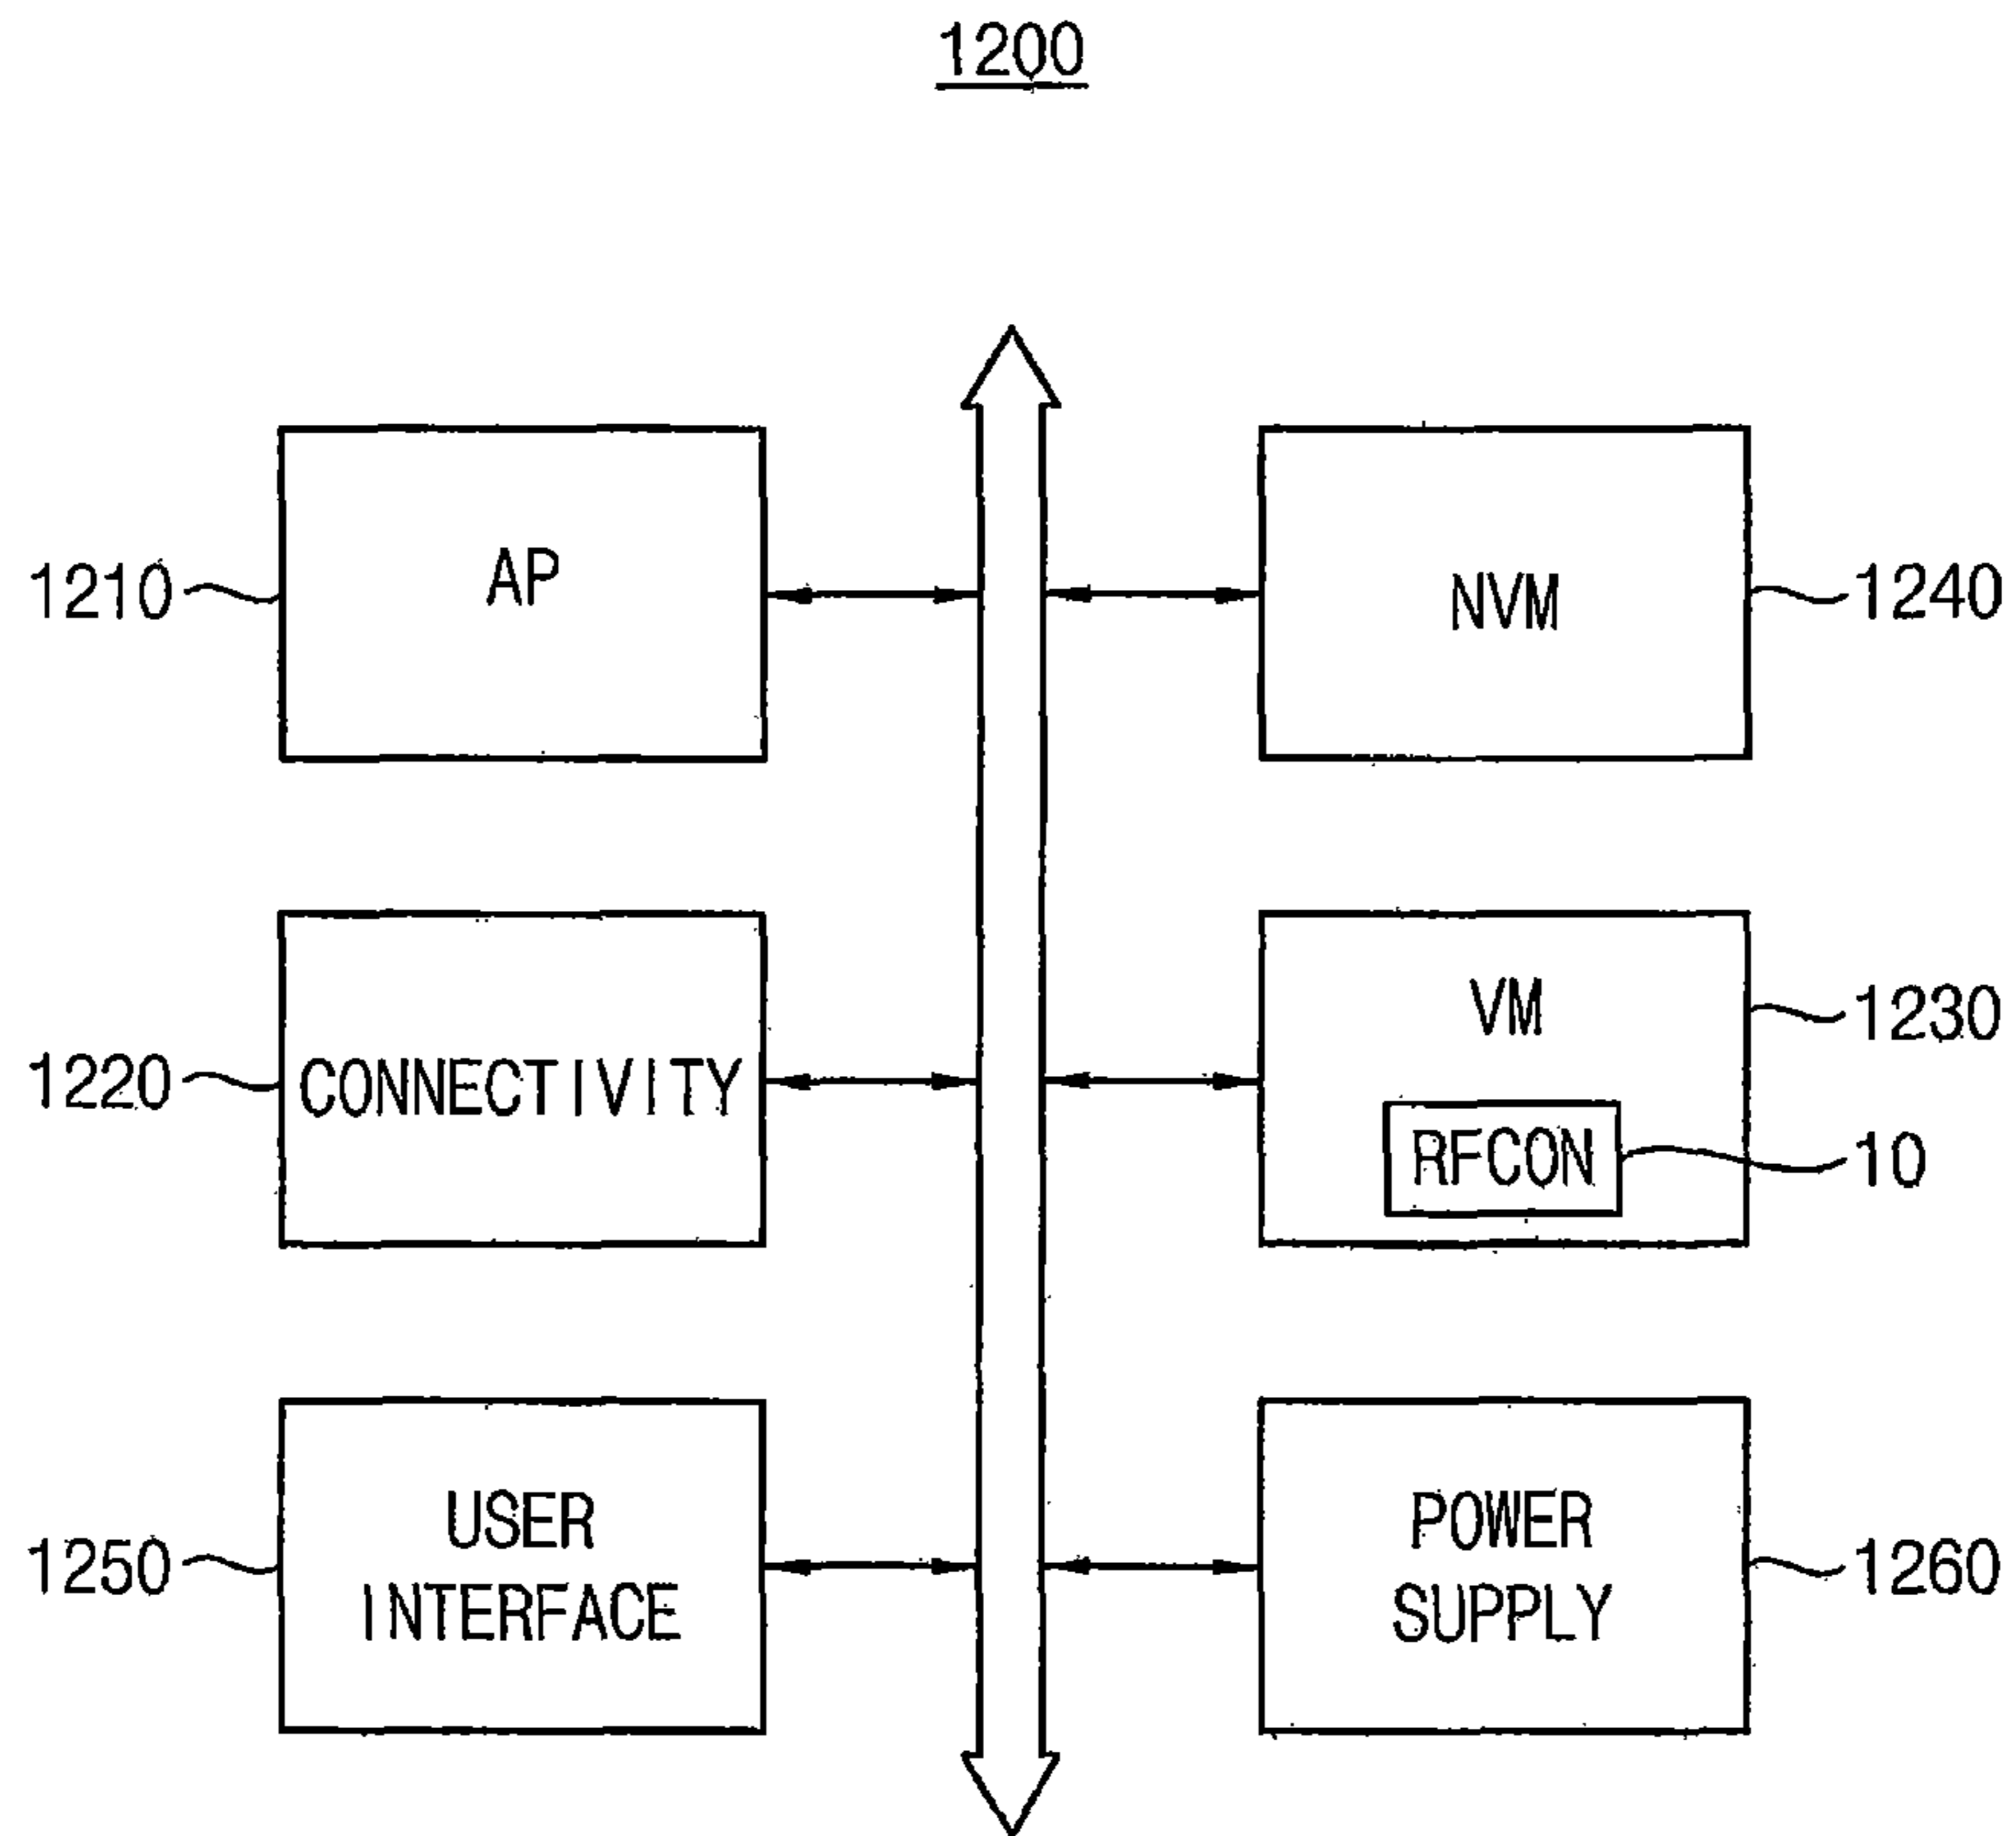 1200
1210
AP
NVM
1240
1220
CONNECTIVITY
VM
1230
RFCON
10
1250
USER
INTERFACE
POWER
SUPPLY
1260